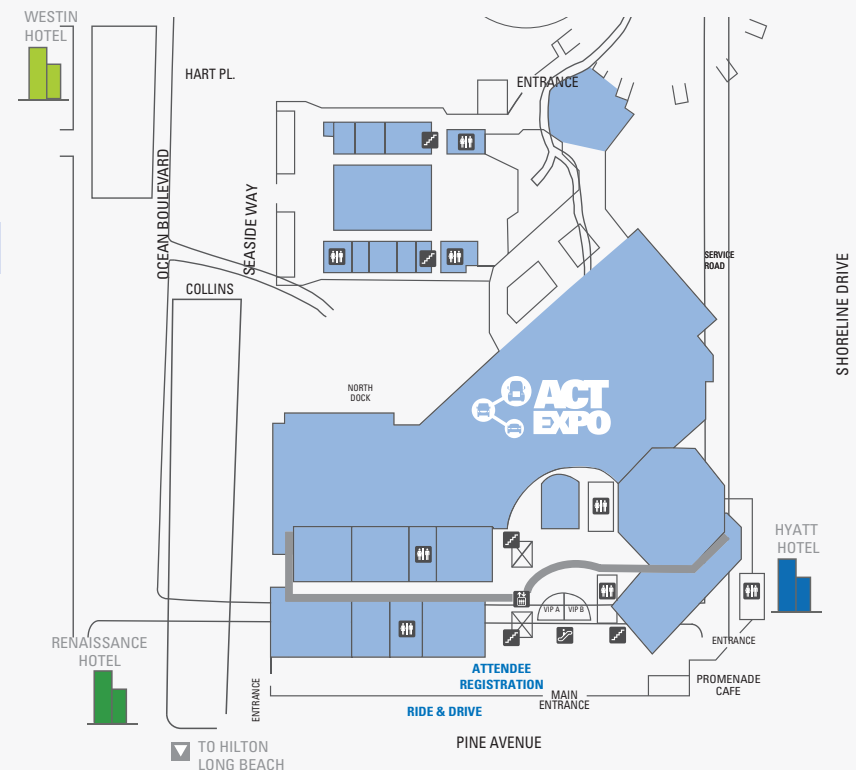 WESTIN
HOTEL
HART PL.
ENTRANCE
OCEAN BOULEVARD
SEASIDE WAY
SERVICE
ROAD
SHORELINE DRIVE
COLLINS
NORTH
DOCK
ACT
EXPO
HYATT
HOTEL
VIP A
VIP B
RENAISSANCE
HOTEL
ENTRANCE
ATTENDEE
REGISTRATION
ENTRANCE
PROMENADE
CAFE
MAIN
ENTRANCE
RIDE & DRIVE
PINE AVENUE
TO HILTON
LONG BEACH